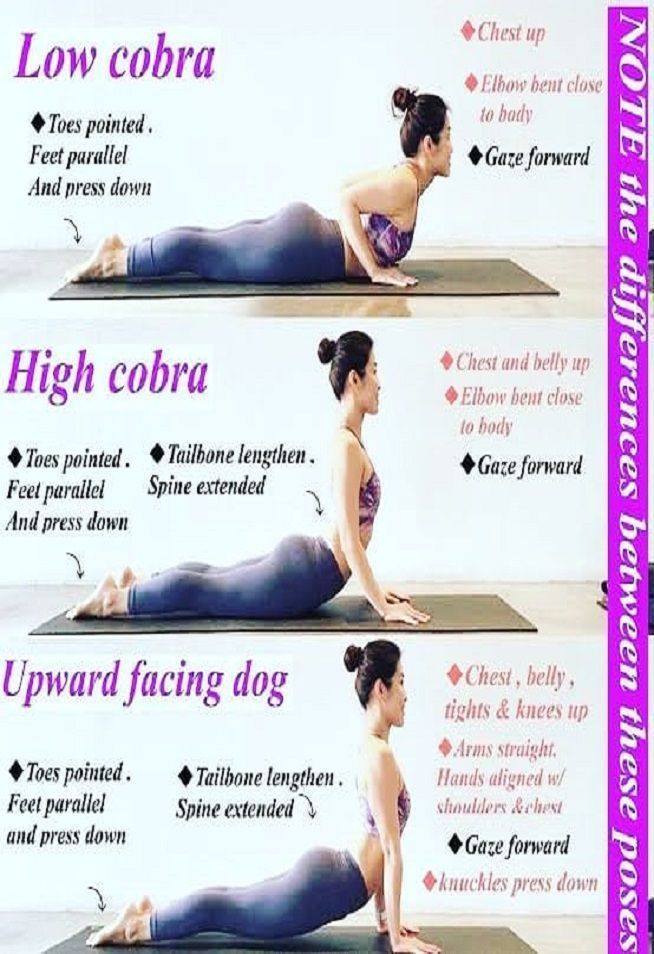 Low cobra
◆Toes pointed .
Feet parallel
And press down
◆Chest up
◆Elbow bent close
to body
◆Gaze forward
High cobra
◆Toes pointed .
Feet parallel
And press down
◆Tailbone lengthen .
Spine extended
◆Chest and belly up
◆Elbow bent close
to body
◆Gaze forward
Upward facing dog
◆Toes pointed .
Feet parallel
and press down
◆Tailbone lengthen .
Spine extended
◆Chest , belly ,
tights & knees up
◆Arms straight.
Hands aligned w/
shoulders & chest
◆Gaze forward
◆knuckles press down
NOTE the differences between these poses